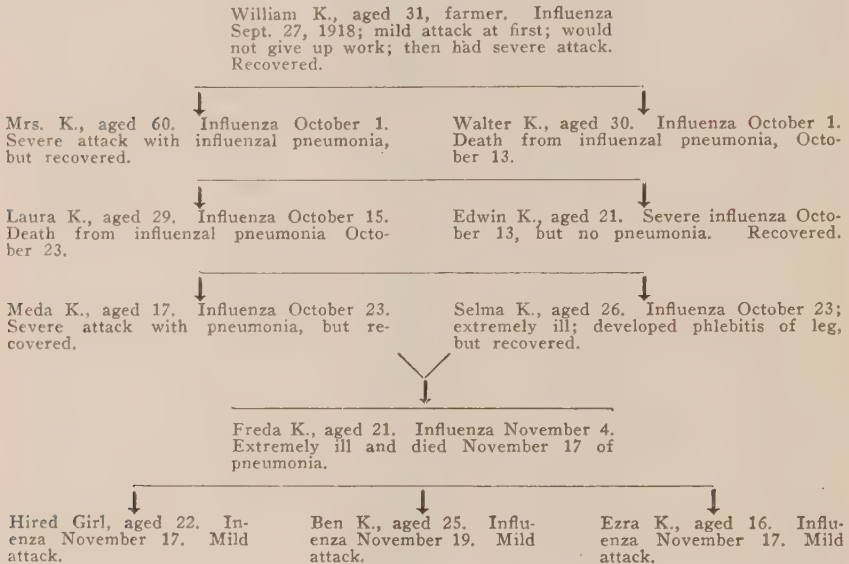 William K., aged 31, farmer. Influenza
Sept. 27, 1918; mild attack at first; would
not give up work; then had severe attack.
Recovered.
Mrs. K., aged 60. Influenza October 1.
Severe attack with influenzal pneumonia,
but recovered.
Walter K., aged 30. Influenza October 1.
Death from influenzal pneumonia, Octo-
ber 13.
Laura K., aged 29. Influenza October 15.
Death from influenzal pneumonia Octo-
ber 23.
Edwin K., aged 21. Severe influenza Octo-
ber 13, but no pneumonia. Recovered.
Meda K., aged 17. Influenza October 23.
Severe attack with pneumonia, but re-
covered.
Selma K., aged 26. Influenza October 23;
extremely ill; developed phlebitis of leg,
but recovered.
Freda K., aged 21. Influenza November 4.
Extremely ill and died November 17 of
pneumonia.
Hired Girl, aged 22. In-
enza November 17. Mild
attack.
Ben K., aged 25. Influ-
enza November 19. Mild
attack.
Ezra K., aged 16. Influ-
enza November 17. Mild
attack.